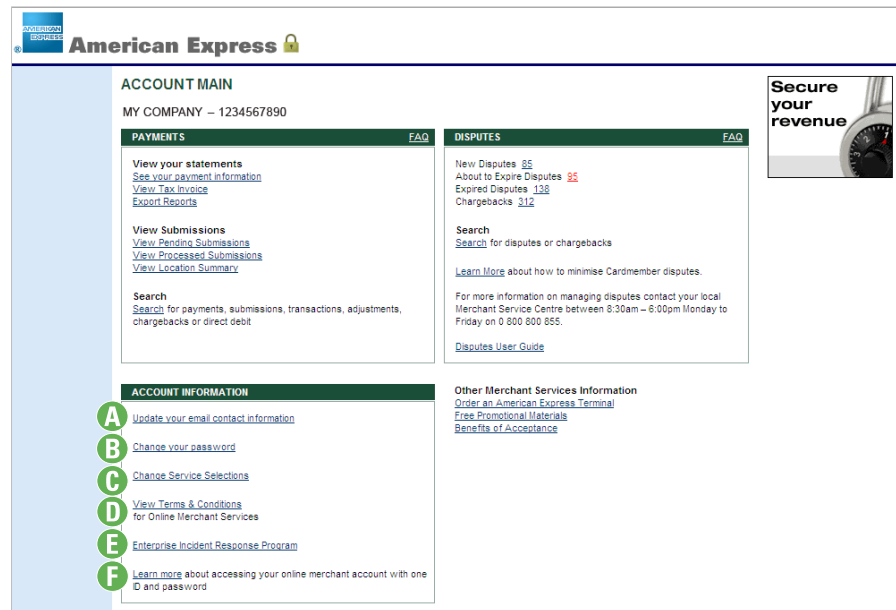 AMERICAN
EXPRESS
®
American Express
ACCOUNT MAIN
MY COMPANY – 1234567890
PAYMENTS FAQ
View your statements
See your payment information
View Tax Invoice
Export Reports
View Submissions
View Pending Submissions
View Processed Submissions
View Location Summary
Search
Search for payments, submissions, transactions, adjustments,
chargebacks or direct debit
DISPUTES FAQ
New Disputes 85
About to Expire Disputes 95
Expired Disputes 138
Chargebacks 312
Search
Search for disputes or chargebacks
Learn More about how to minimise Cardmember disputes.
For more information on managing disputes contact your local
Merchant Service Centre between 8:30am – 6:00pm Monday to
Friday on 0 800 800 855.
Disputes User Guide
Secure
your
revenue
ACCOUNT INFORMATION
A Update your email contact information
B Change your password
C Change Service Selections
D View Terms & Conditions
for Online Merchant Services
E Enterprise Incident Response Program
F Learn more about accessing your online merchant account with one
ID and password
Other Merchant Services Information
Order an American Express Terminal
Free Promotional Materials
Benefits of Acceptance